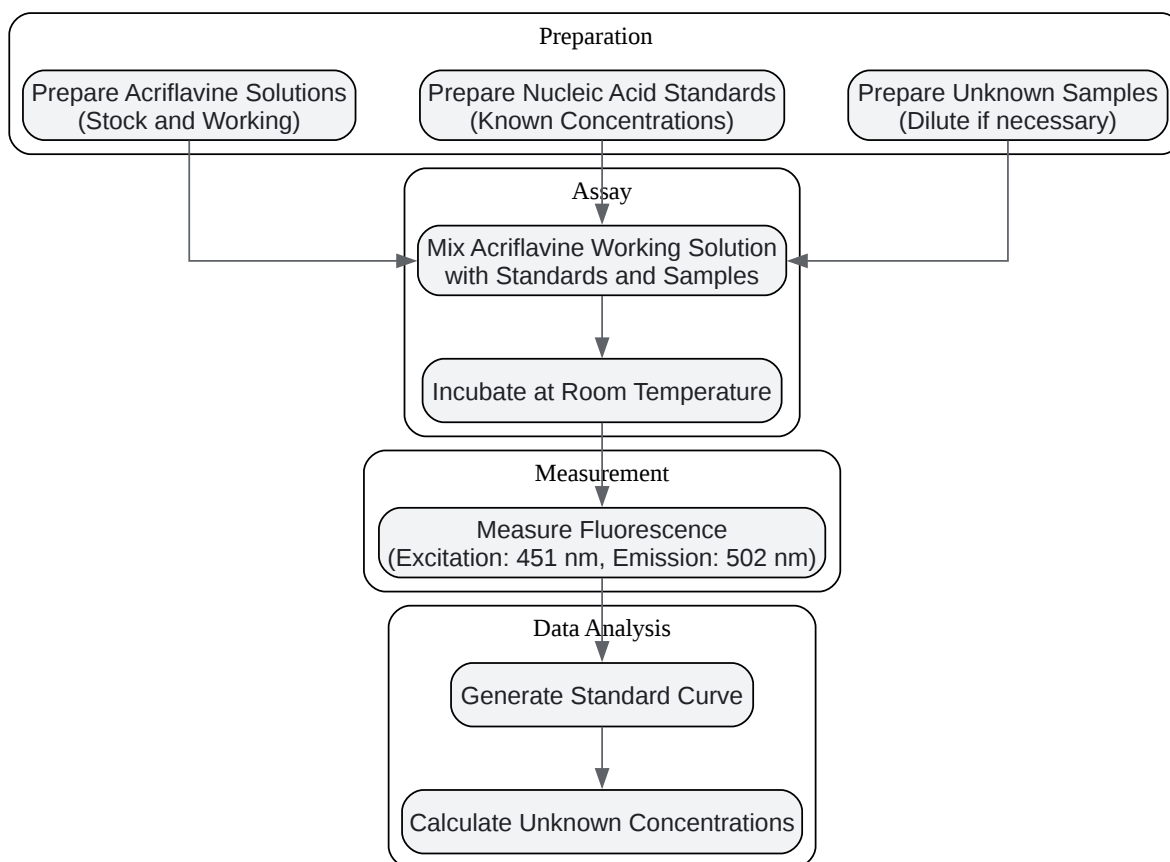 Preparation
Prepare Acriflavine Solutions
(Stock and Working)
Prepare Nucleic Acid Standards
(Known Concentrations)
Prepare Unknown Samples
(Dilute if necessary)
Assay
Mix Acriflavine Working Solution
with Standards and Samples
Incubate at Room Temperature
Measurement
Measure Fluorescence
(Excitation: 451 nm, Emission: 502 nm)
Data Analysis
Generate Standard Curve
Calculate Unknown Concentrations